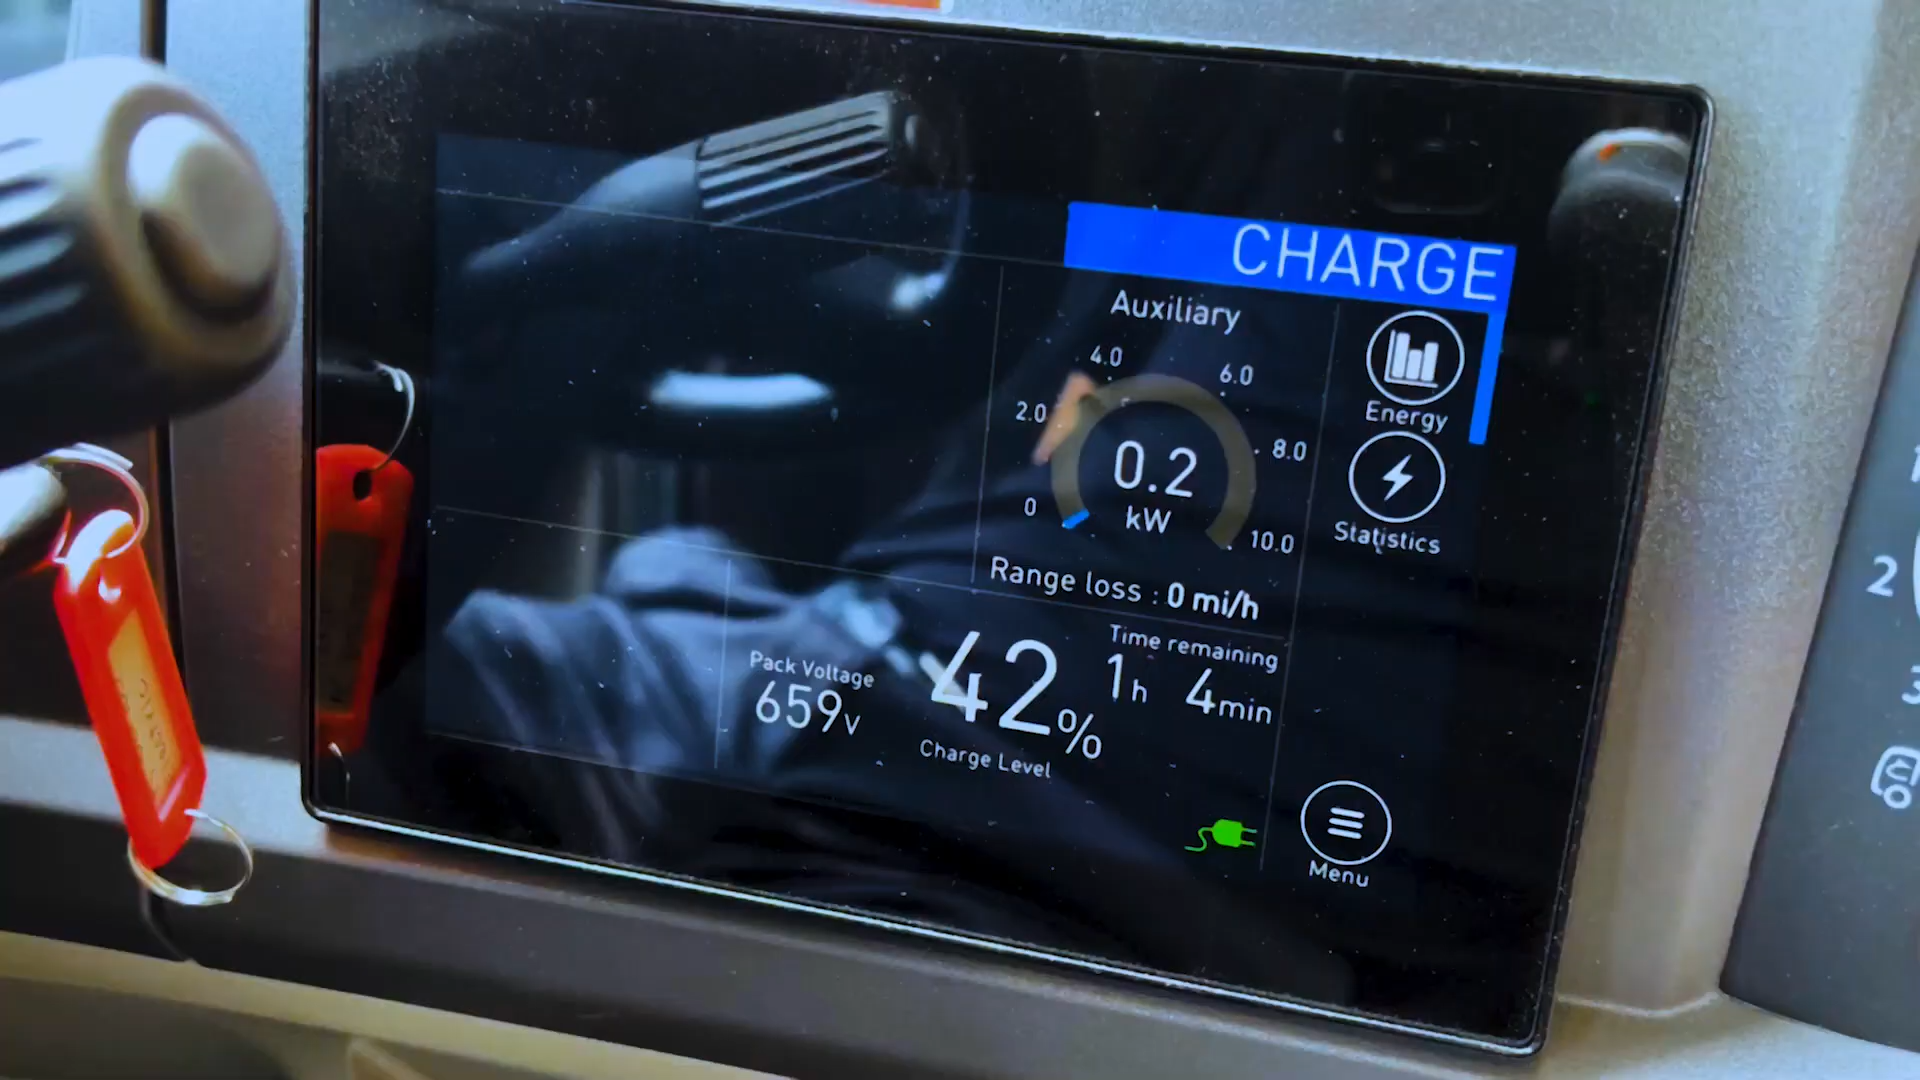 CHARGE
Auxiliary
4.0
6.0
2.0
8.0
0.2
kW
0
10.0
Range loss : 0 mi/h
Energy
Statistics
Pack Voltage
659V
42%
Charge Level
Time remaining
1h 4min
Menu
2